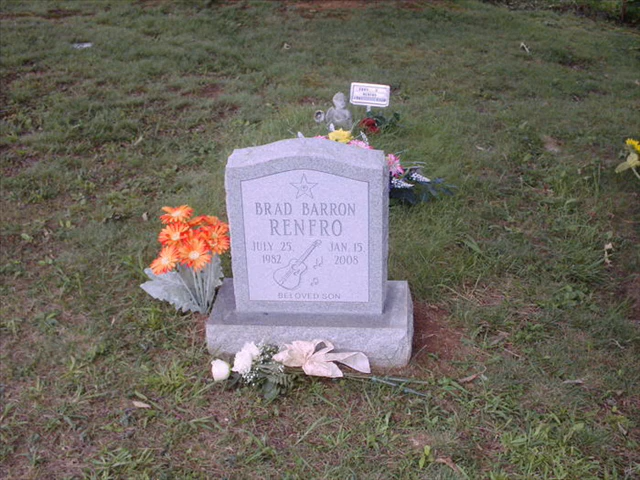 BRAD BARRON
RENFRO
JULY 25, JAN. 15
1982 2008
BELOVED SON